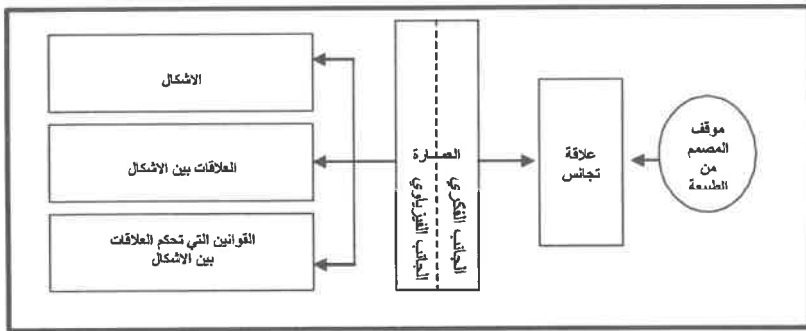 موقف
المصمم
من
الطبيعة
علاقة
تجانس
العمارة
الجانب الفكري
الجانب الفيزياوي
الاشكال
العلاقات بين الاشكال
القوانين التي تحكم العلاقات
بين الاشكال